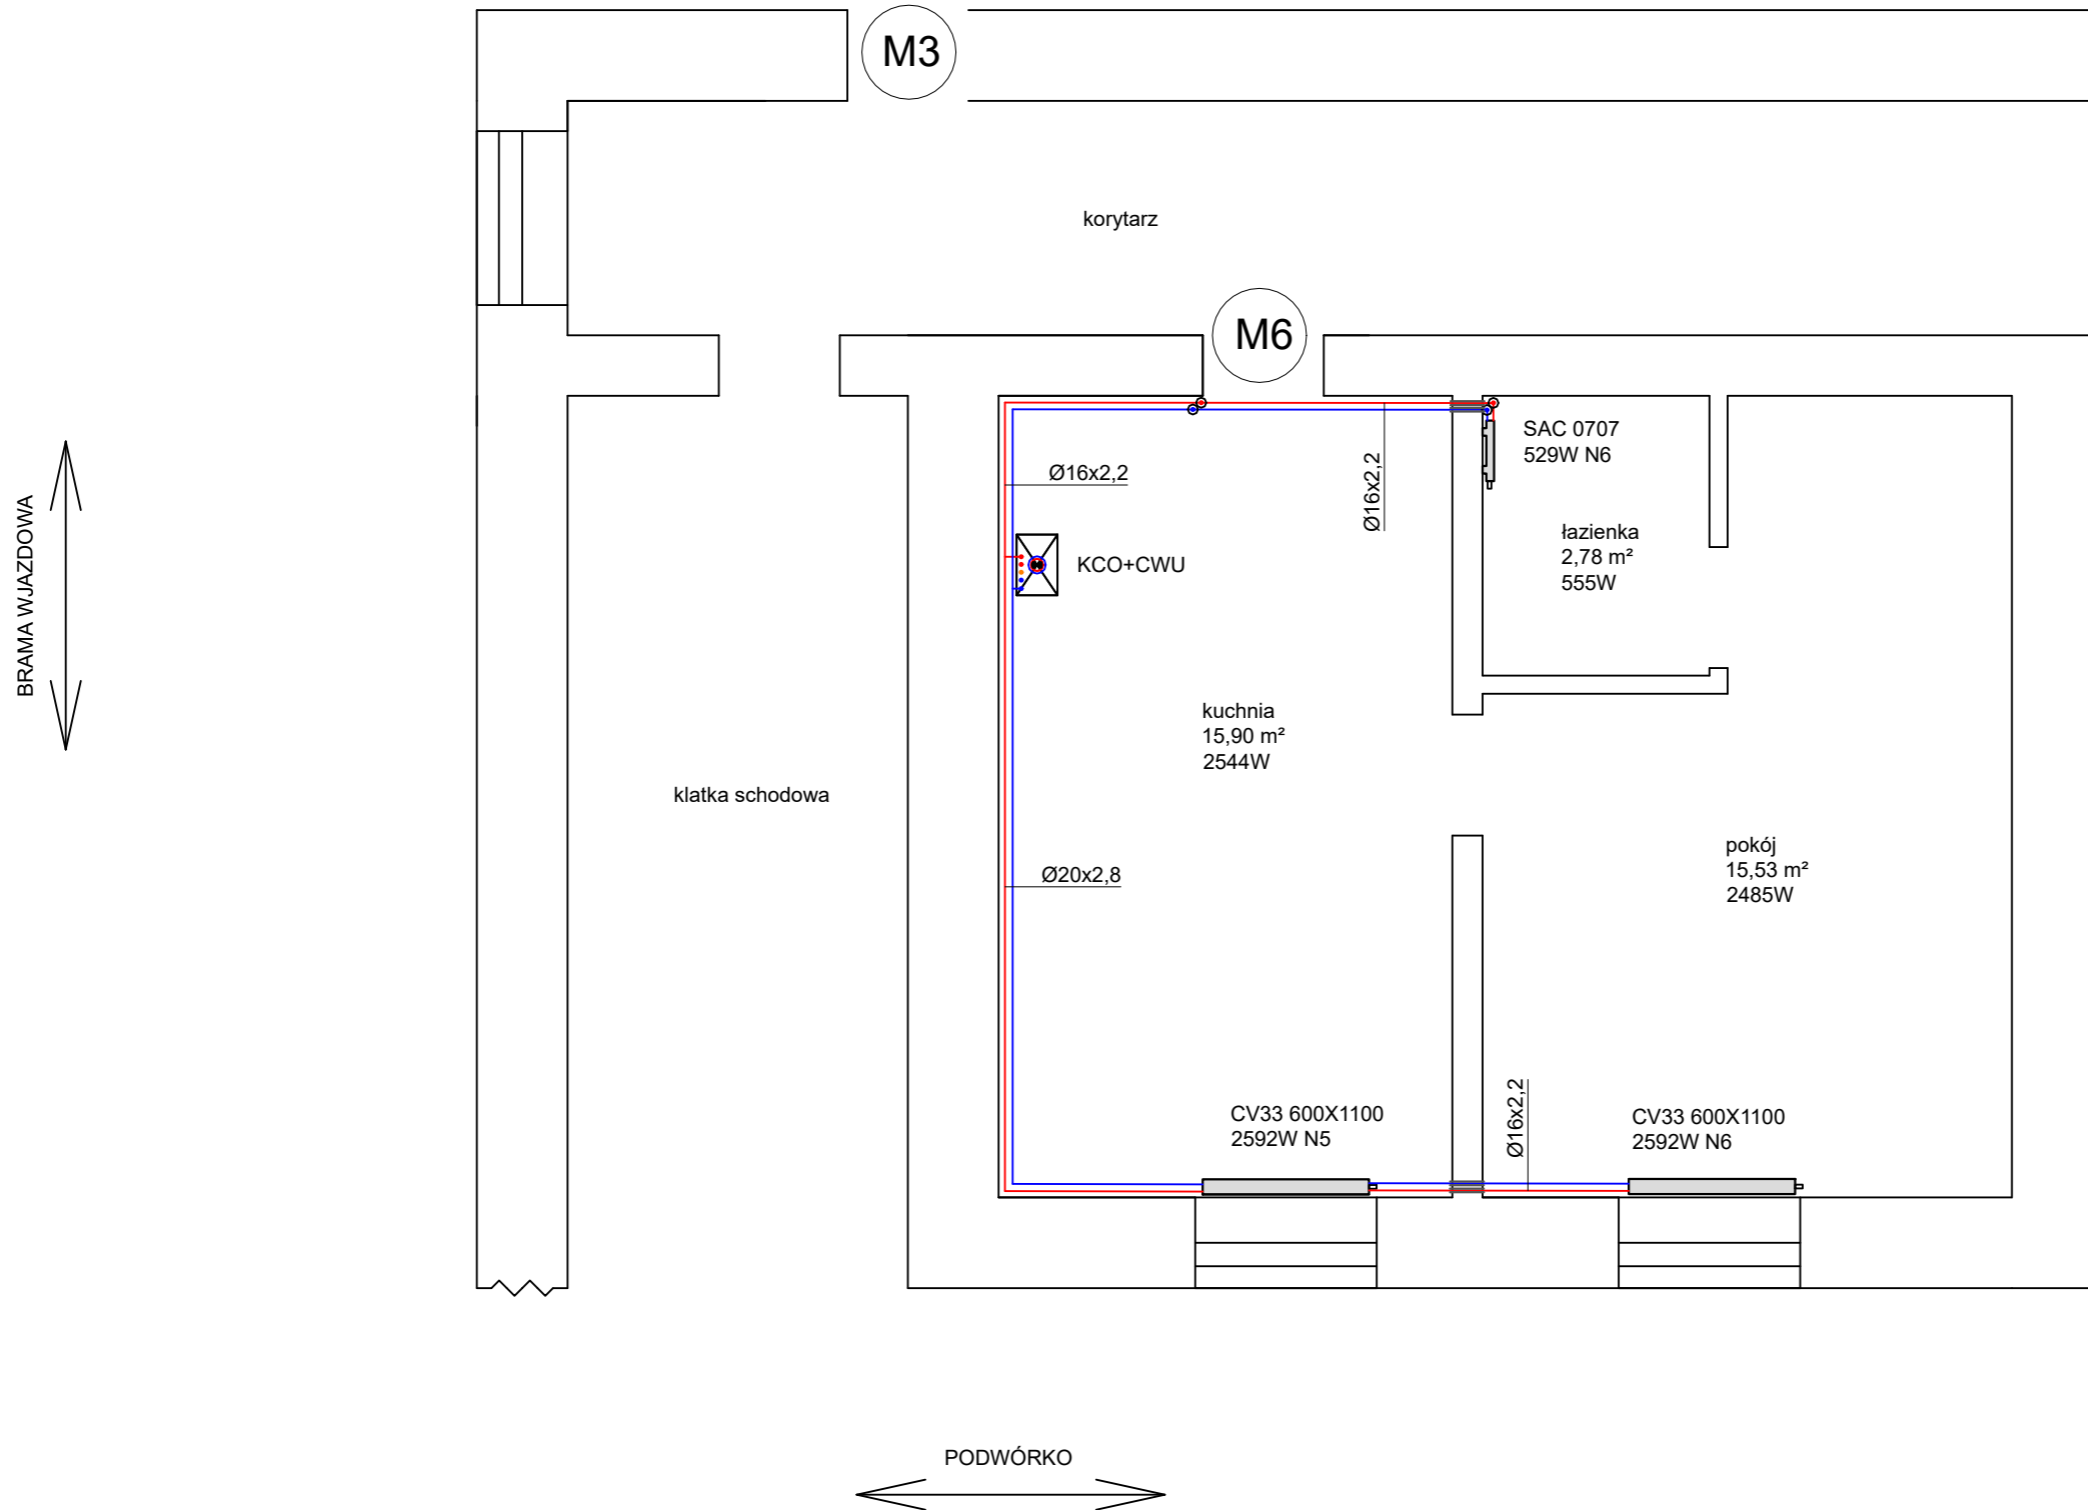 M3
korytarz
M6
SAC 0707
529W N6
Ø16x2,2
Ø16x2,2
łazienka
2,78 m²
555W
KCO+CWU
BRAMA WJAZDOWA
kuchnia
15,90 m²
2544W
klatka schodowa
pokój
15,53 m²
2485W
Ø20x2,8
CV33 600X1100
2592W N5
Ø16x2,2
CV33 600X1100
2592W N6
PODWÓRKO